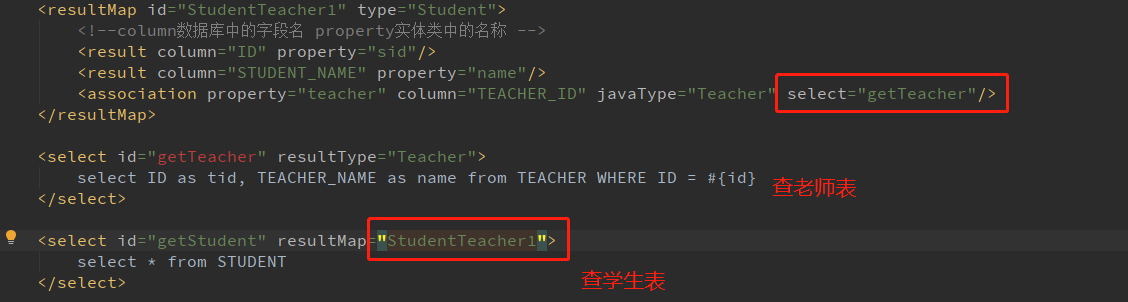 <resultMap id="StudentTeacher1" type="Student">
<!--column数据库中的字段名 property实体类中的名称 -->
<result column="ID" property="sid"/>
<result column="STUDENT_NAME" property="name"/>
<association property="teacher" column="TEACHER_ID" javaType="Teacher" select="getTeacher"/>
</resultMap>
<select id="getTeacher" resultType="Teacher">
select ID as tid, TEACHER_NAME as name from TEACHER WHERE ID = #{id}
查老师表
</select>
<select id="getStudent" resultMap="StudentTeacher1">
select * from STUDENT
查学生表
</select>